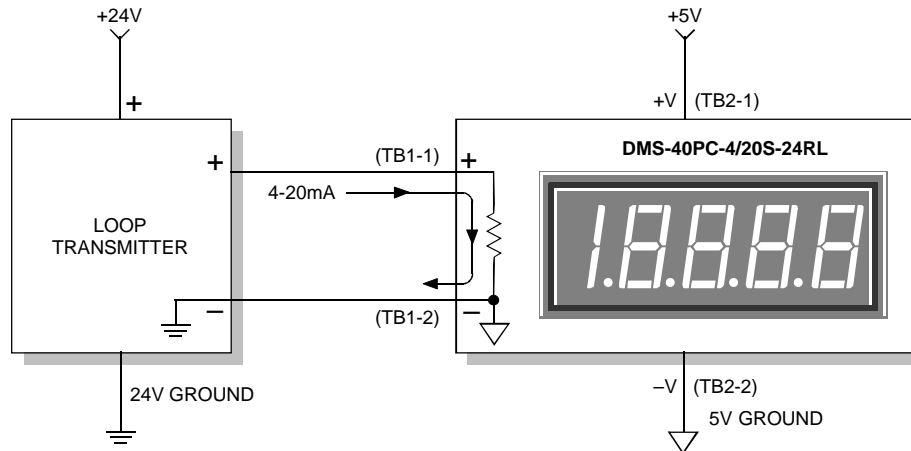 +24V
+5V
+
+V (TB2-1)
DMS-40PC-4/20S-24RL
+
(TB1-1)
+
4-20mA
LOOP
TRANSMITTER
1.8.8.8.8
−
(TB1-2)
−
24V GROUND
−V (TB2-2)
5V GROUND